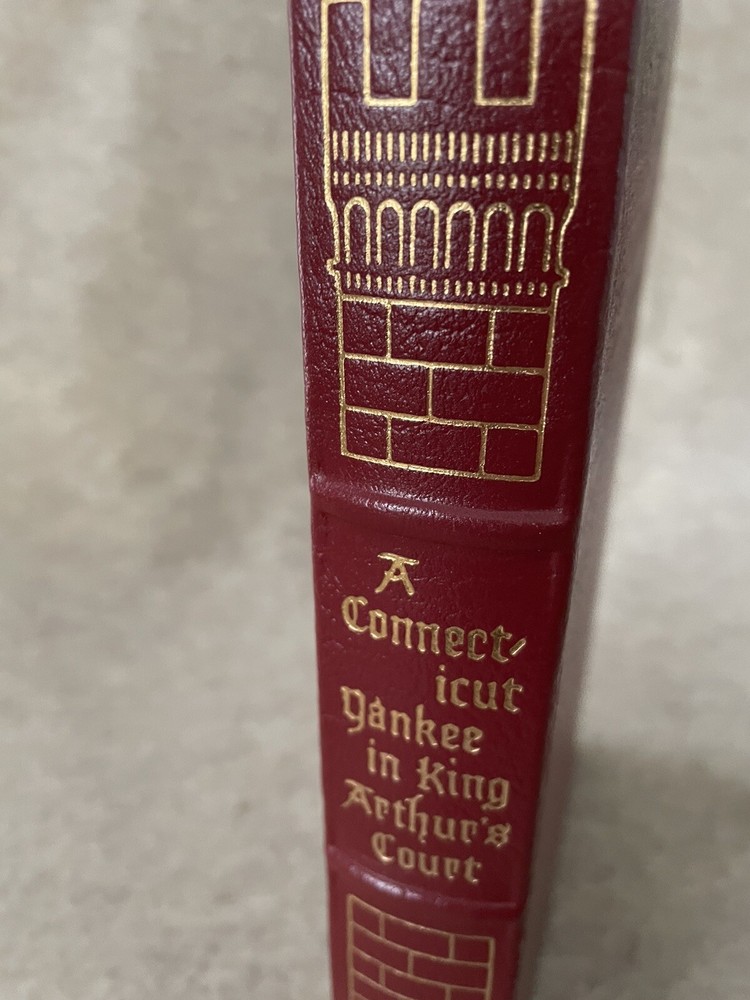 A
Connect-
icut
Yankee
in King
Arthur's
Court